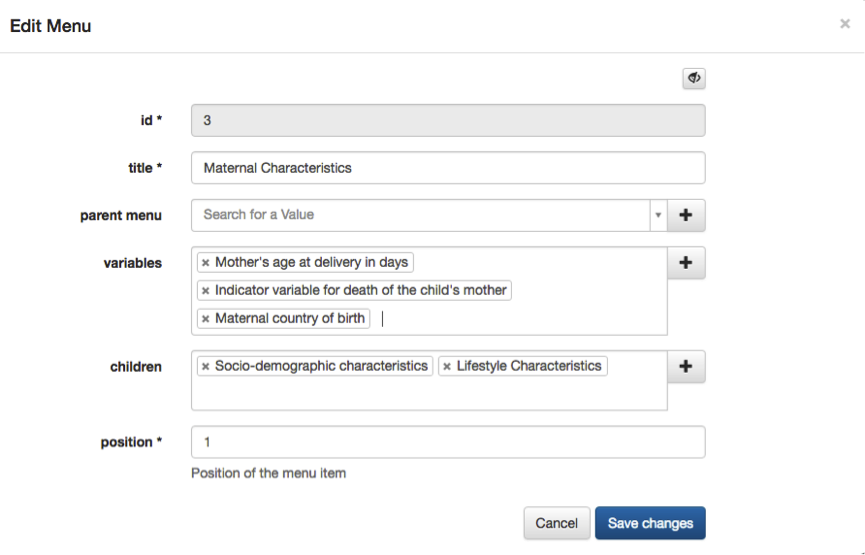 Edit Menu ×
id * 3
title * Maternal Characteristics
parent menu Search for a Value
variables × Mother's age at delivery in days
× Indicator variable for death of the child's mother
× Maternal country of birth
children × Socio-demographic characteristics × Lifestyle Characteristics
position * 1
Position of the menu item
Cancel Save changes